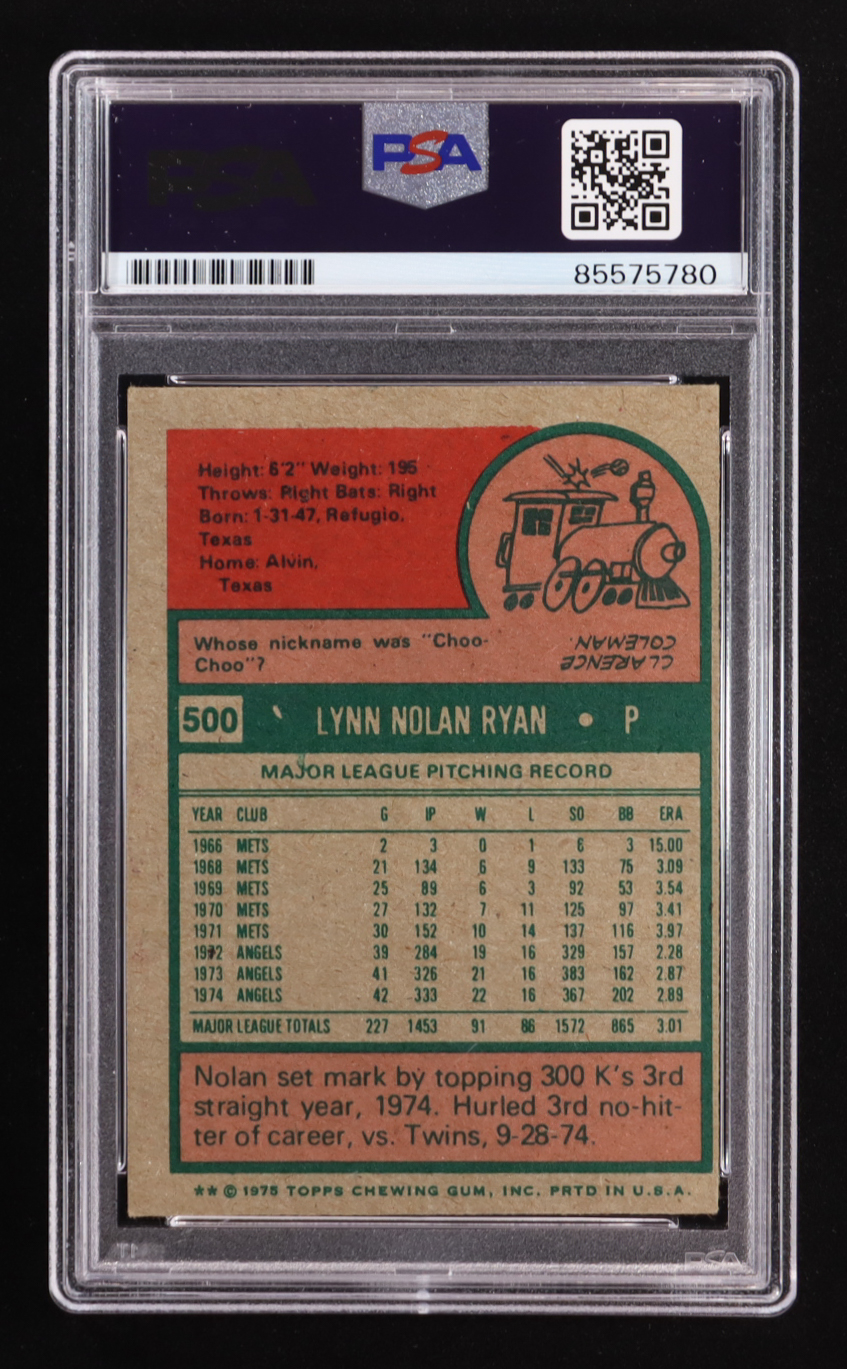 PSA
PSA
85575780
Height: 6'2" Weight: 195
Throws: Right Bats: Right
Born: 1-31-47, Refugio,
Texas
Home: Alvin,
Texas
Whose nickname was "Choo-
Choo"?
CLARENCE
COLEMAN.
500 LYNN NOLAN RYAN • P
MAJOR LEAGUE PITCHING RECORD
YEAR CLUB G IP W L SO BB ERA
1966 METS 2 3 0 1 6 3 15.00
1968 METS 21 134 6 9 133 75 3.09
1969 METS 25 89 6 3 92 53 3.54
1970 METS 27 132 7 11 125 97 3.41
1971 METS 30 152 10 14 137 116 3.97
1972 ANGELS 39 284 19 16 329 157 2.28
1973 ANGELS 41 326 21 16 383 162 2.87
1974 ANGELS 42 333 22 16 367 202 2.89
MAJOR LEAGUE TOTALS 227 1453 91 86 1572 865 3.01
Nolan set mark by topping 300 K's 3rd
straight year, 1974. Hurled 3rd no-hit-
ter of career, vs. Twins, 9-28-74.
** © 1975 TOPPS CHEWING GUM, INC. PRTD IN U.S.A.
PSA